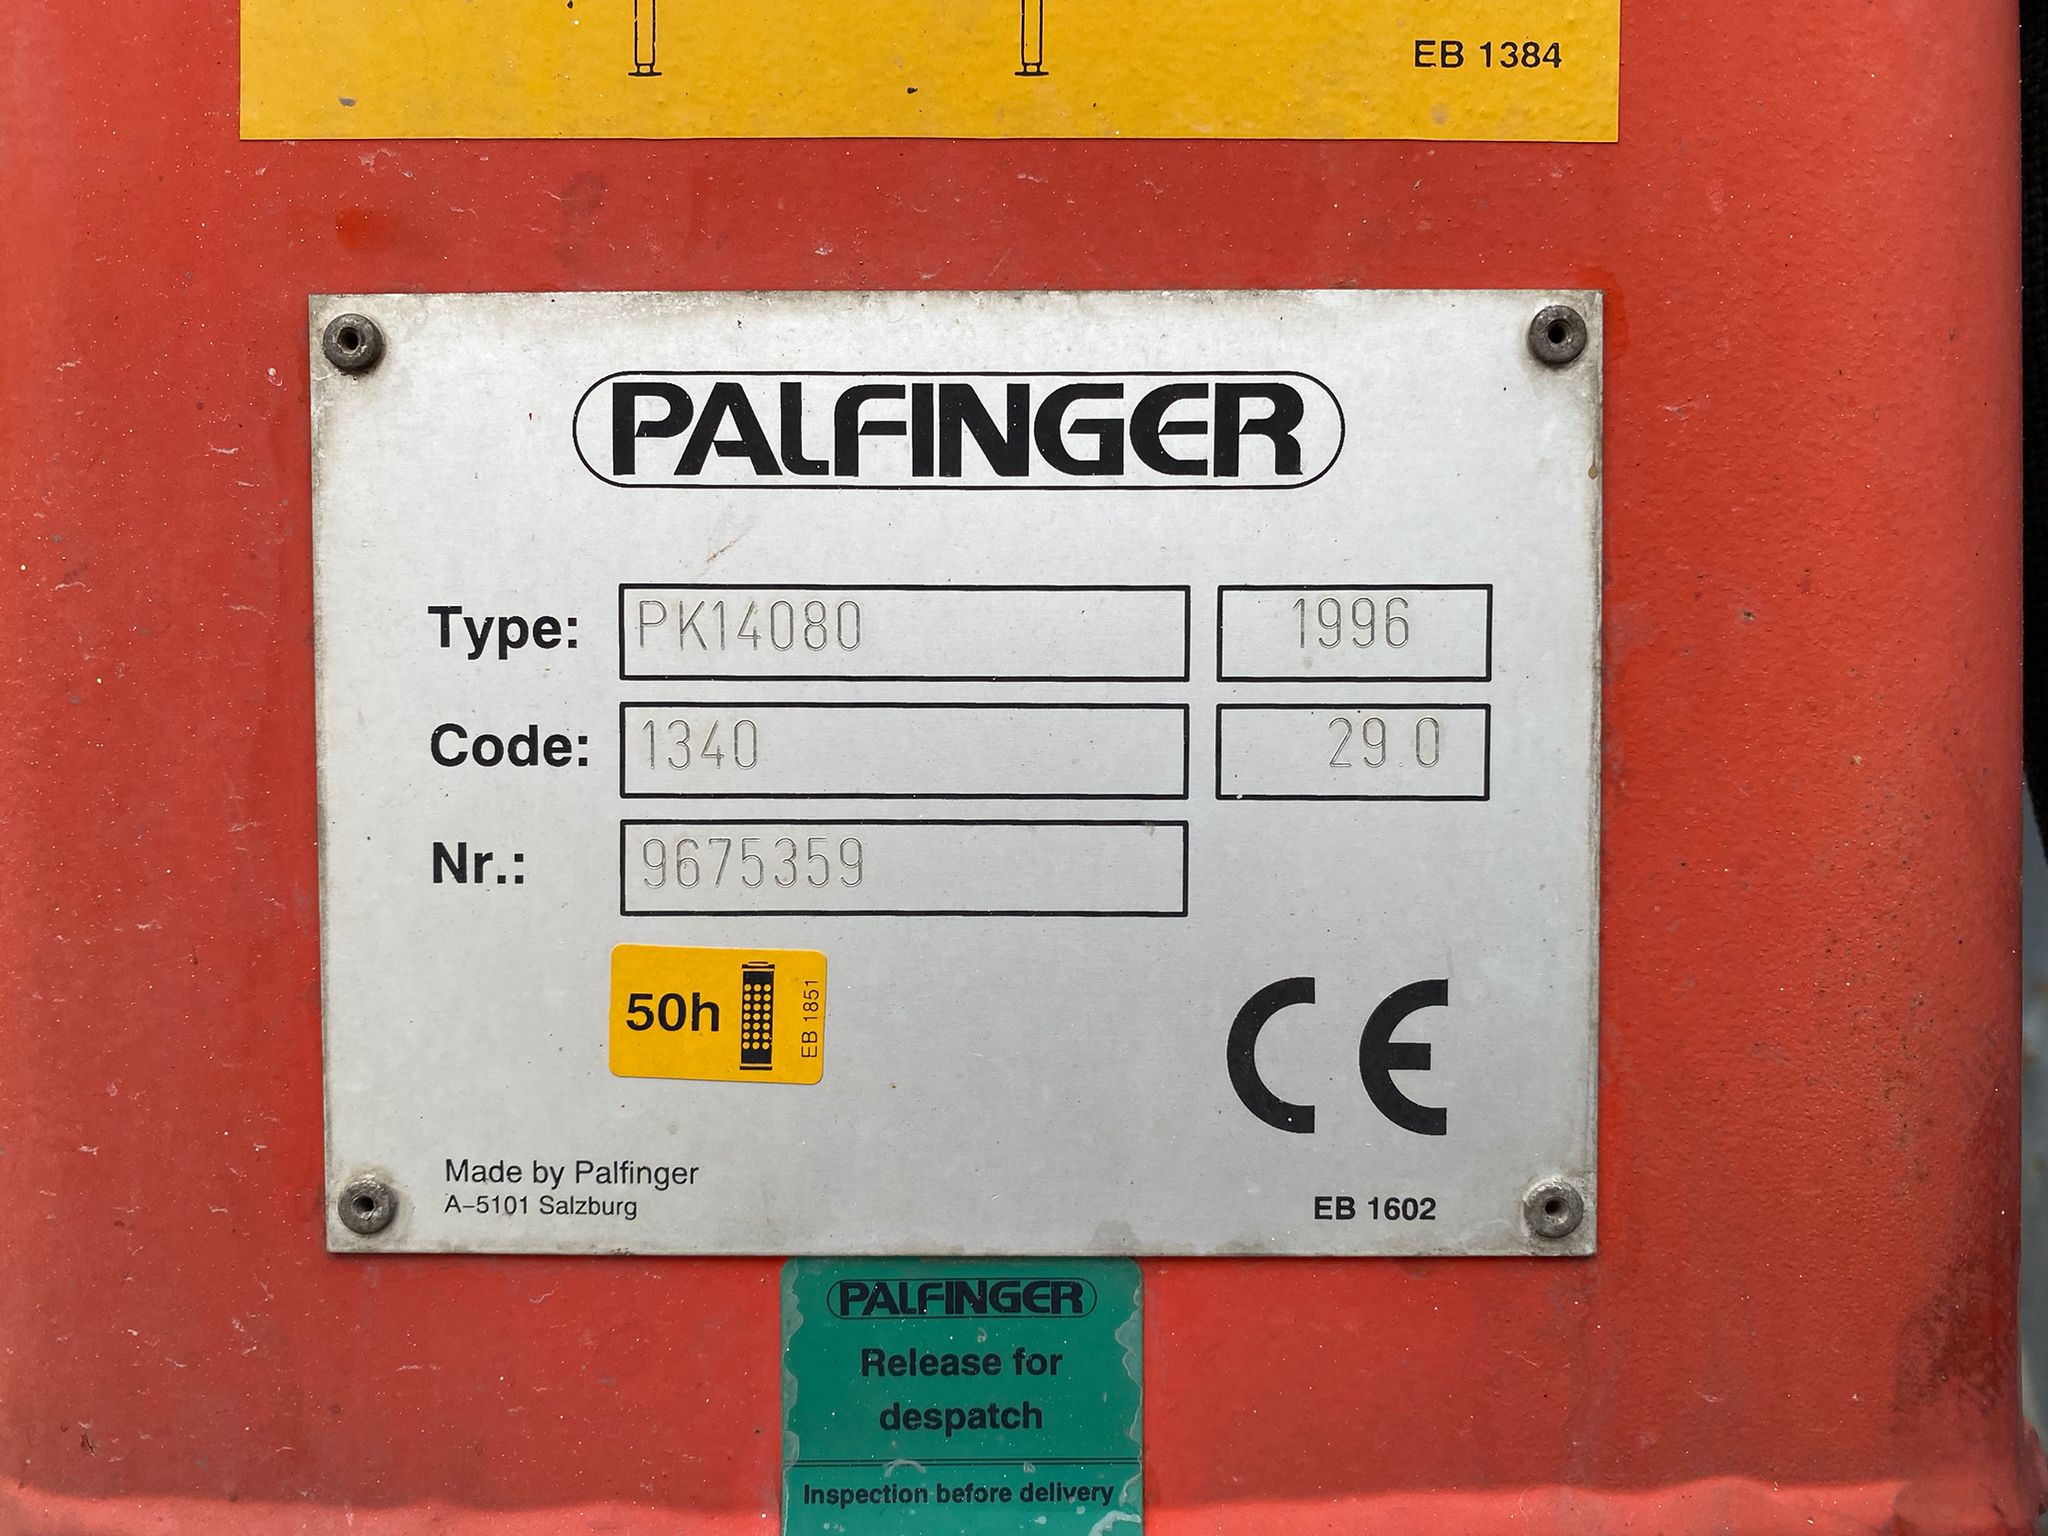 EB 1384
PALFINGER
Type: PK14080 1996
Code: 1340 29.0
Nr.: 9675359
50h EB 1851
CE
Made by Palfinger
A-5101 Salzburg
EB 1602
PALFINGER
Release for
despatch
Inspection before delivery